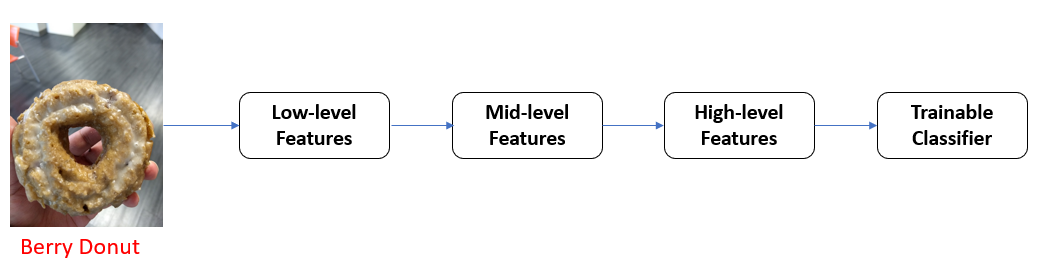 Low-level
Features
Mid-level
Features
High-level
Features
Trainable
Classifier
Berry Donut